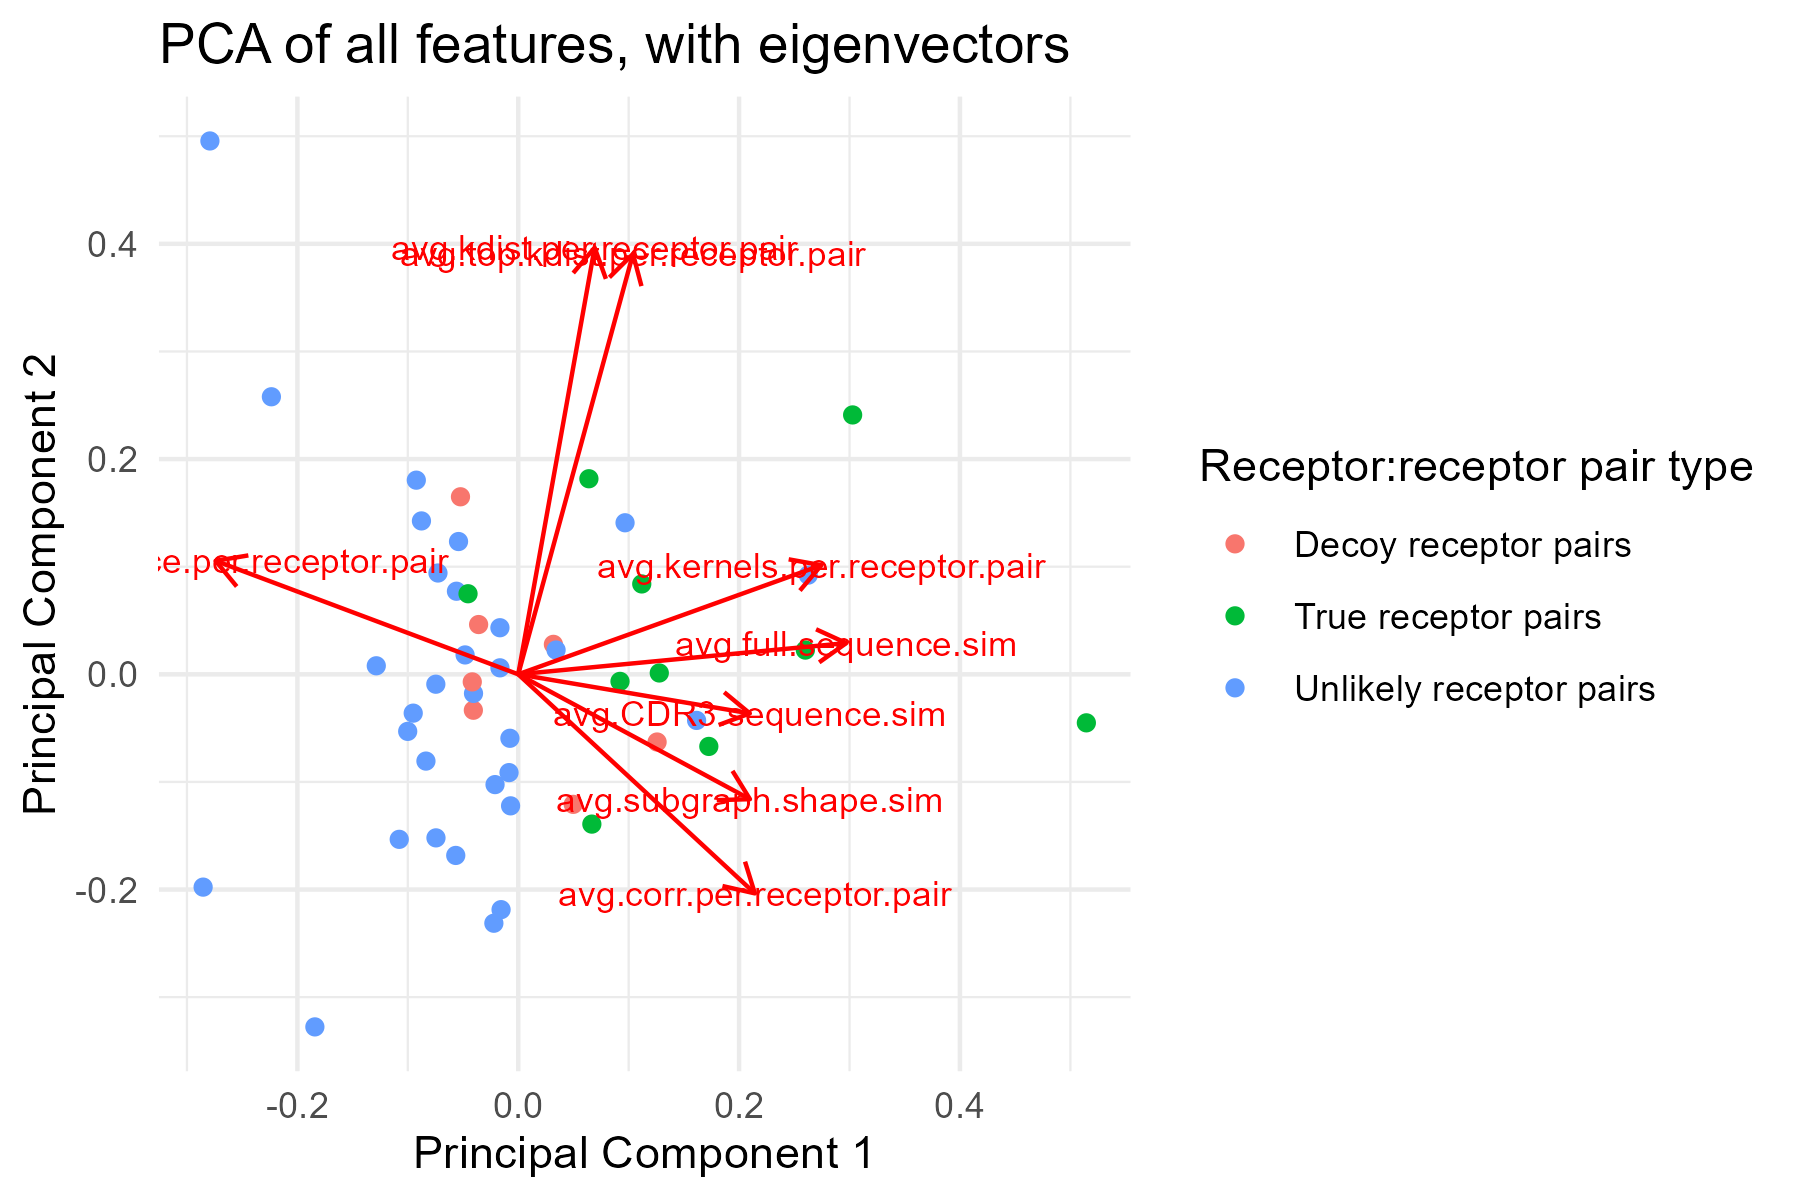 PCA of all features, with eigenvectors
Principal Component 2
0.4
0.2
0.0
-0.2
avg.kdist.per.receptor.pair
avg.top.kdist.per.receptor.pair
ce.per.receptor.pair
avg.kernels.per.receptor.pair
avg.full.sequence.sim
avg.CDR3.sequence.sim
avg.subgraph.shape.sim
avg.corr.per.receptor.pair
-0.2
0.0
0.2
0.4
Principal Component 1
Receptor:receptor pair type
Decoy receptor pairs
True receptor pairs
Unlikely receptor pairs